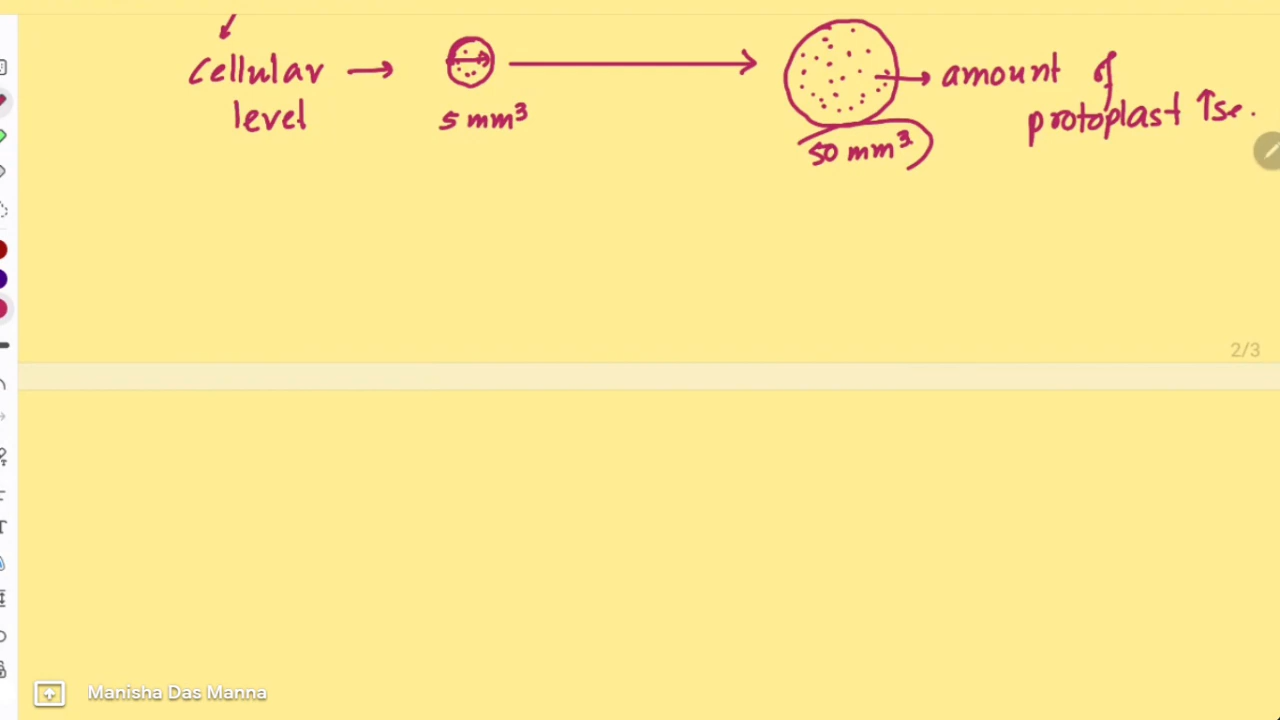 cellular → → amount of
level 5 mm³ protoplast ↑se.
50 mm³
2/3
Manisha Das Manna